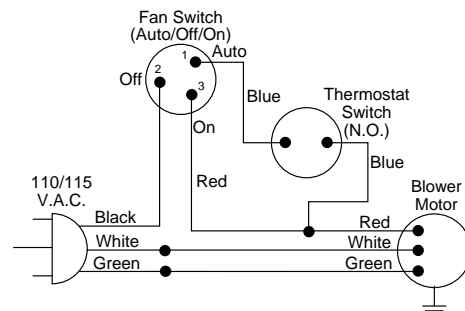 Fan Switch
(Auto/Off/On)
1
Auto
Off
2
3
On
Blue
Thermostat
Switch
(N.O.)
Blue
Red
110/115
V.A.C.
Blower
Motor
Black
Red
White
White
Green
Green